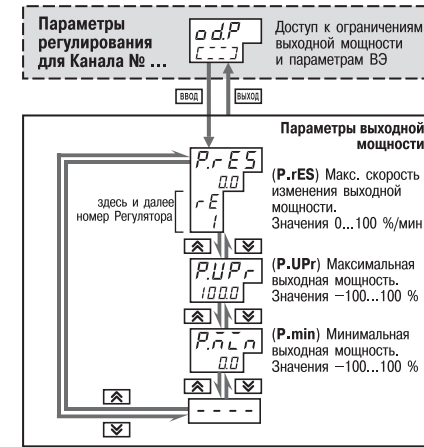 Параметры
регулирования
для Канала № ...
od.P
[---]
Доступ к ограничениям
выходной мощности
и параметрам ВЭ
ВВОД
ВЫХОД
Параметры выходной
мощности
P.rES
0.0
rE
1
здесь и далее
номер Регулятора
(P.rES) Макс. скорость
изменения выходной
мощности.
Значения 0...100 %/мин
P.UPr
100.0
(P.UPr) Максимальная
выходная мощность.
Значения –100...100 %
P.min
0.0
(P.min) Минимальная
выходная мощность.
Значения –100...100 %
- - - -